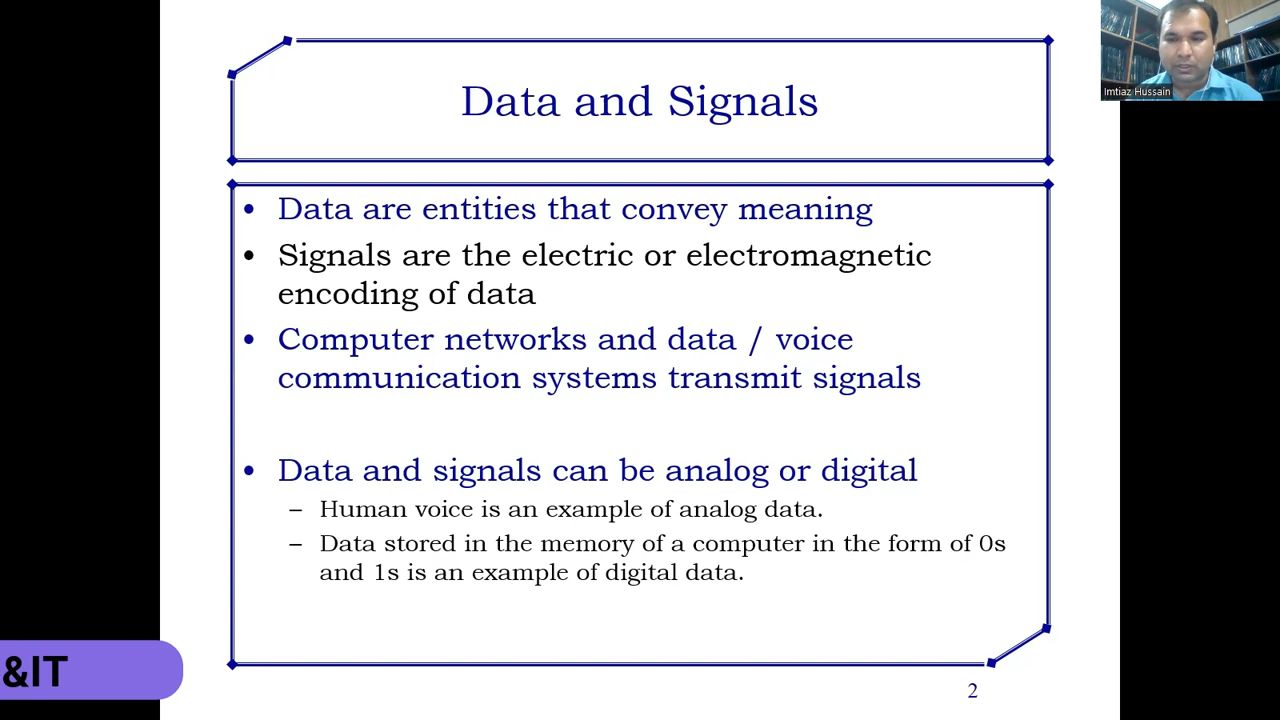 Data and Signals
Imtiaz Hussain
• Data are entities that convey meaning
• Signals are the electric or electromagnetic
encoding of data
• Computer networks and data / voice
communication systems transmit signals
• Data and signals can be analog or digital
– Human voice is an example of analog data.
– Data stored in the memory of a computer in the form of 0s
and 1s is an example of digital data.
&IT
2